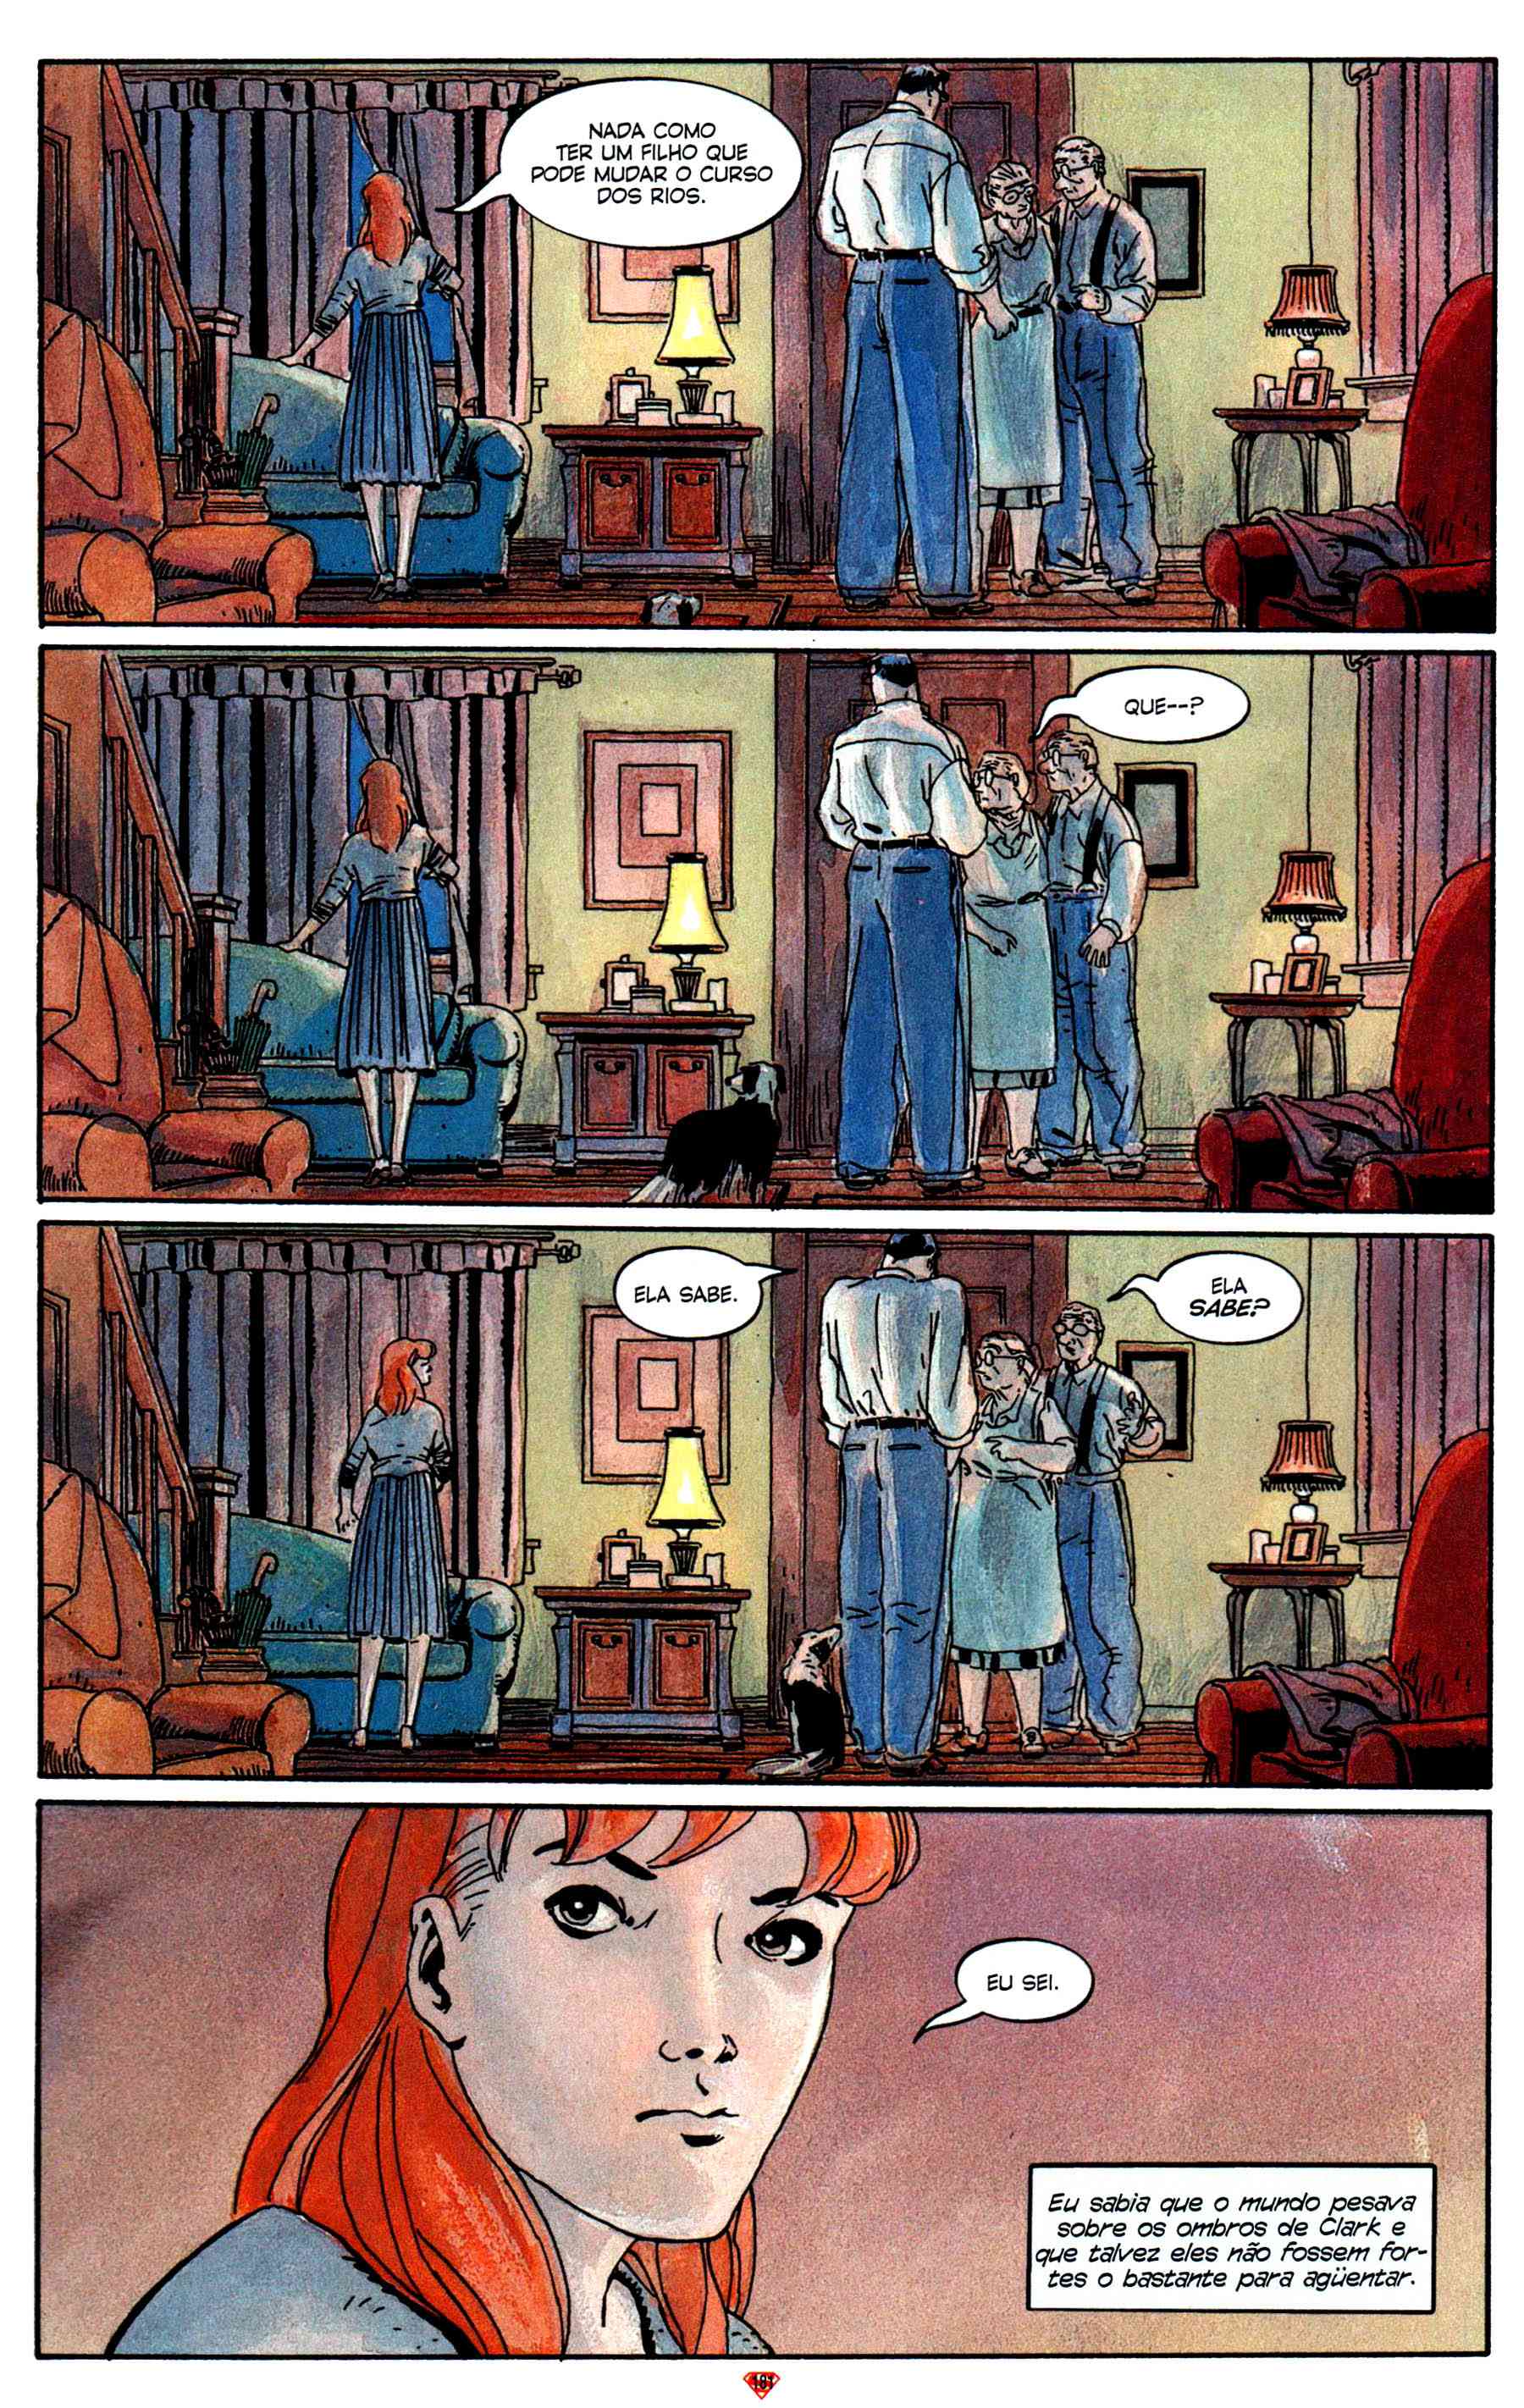 NADA COMO
TER UM FILHO QUE
PODE MUDAR O CURSO
DOS RIOS.
QUE--?
ELA SABE.
ELA
SABE?
EU SEI.
Eu sabia que o mundo pesava
sobre os ombros de Clark e
que talvez eles não fossem for-
tes o bastante para agüentar.
181